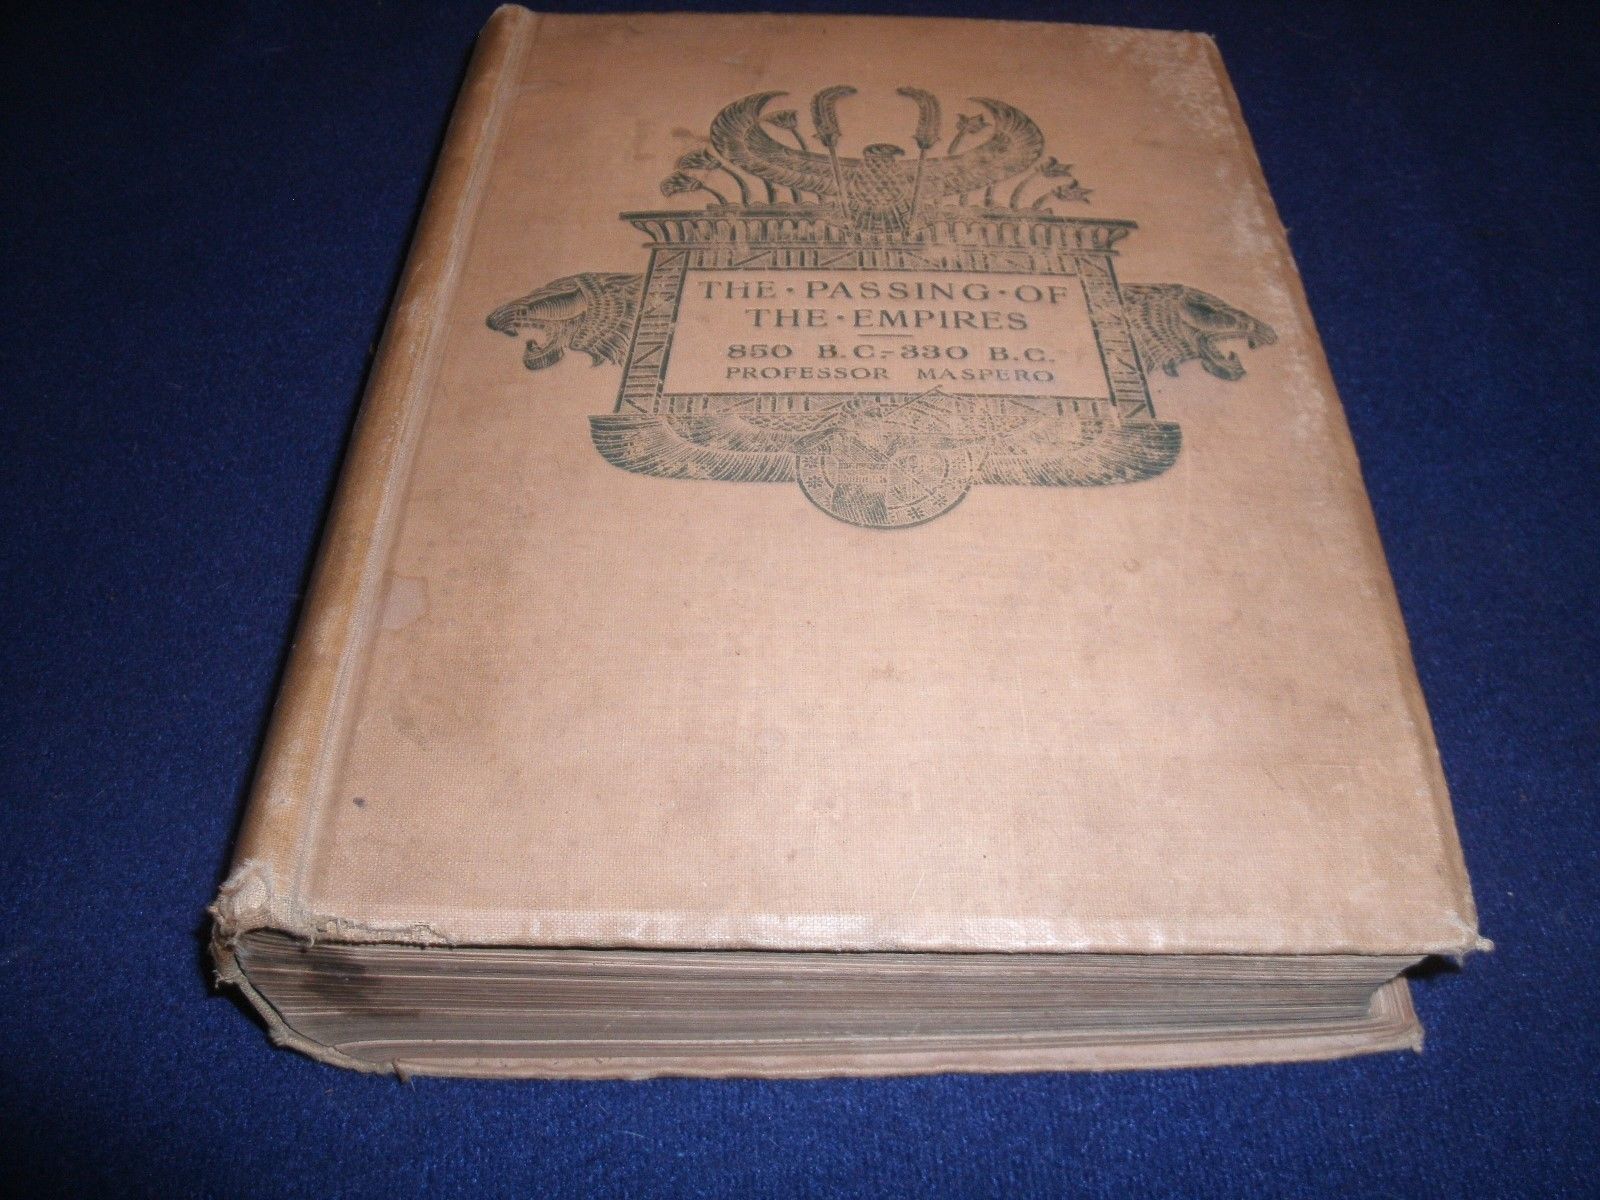 THE · PASSING · OF
THE · EMPIRES
850 B.C.-330 B.C.
PROFESSOR MASPERO